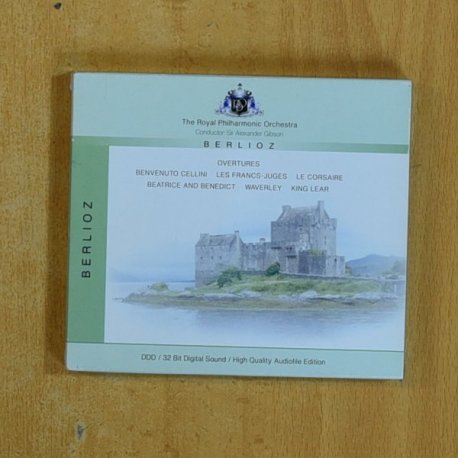 The Royal Philharmonic Orchestra
Conductor: Sir Alexander Gibson
BERLIOZ
OVERTURES
BENVENUTO CELLINI LES FRANCS-JUGES LE CORSAIRE
BEATRICE AND BENEDICT WAVERLEY KING LEAR
BERLIOZ
DDD / 32 Bit Digital Sound / High Quality Audiofile Edition